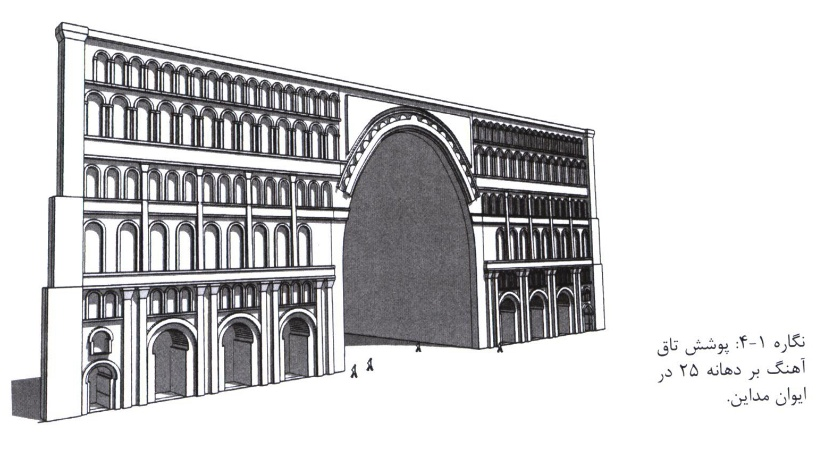 نگاره ۱-۴: پوشش تاق
آهنگ بر دهانه ۲۵ در
ایوان مداین.